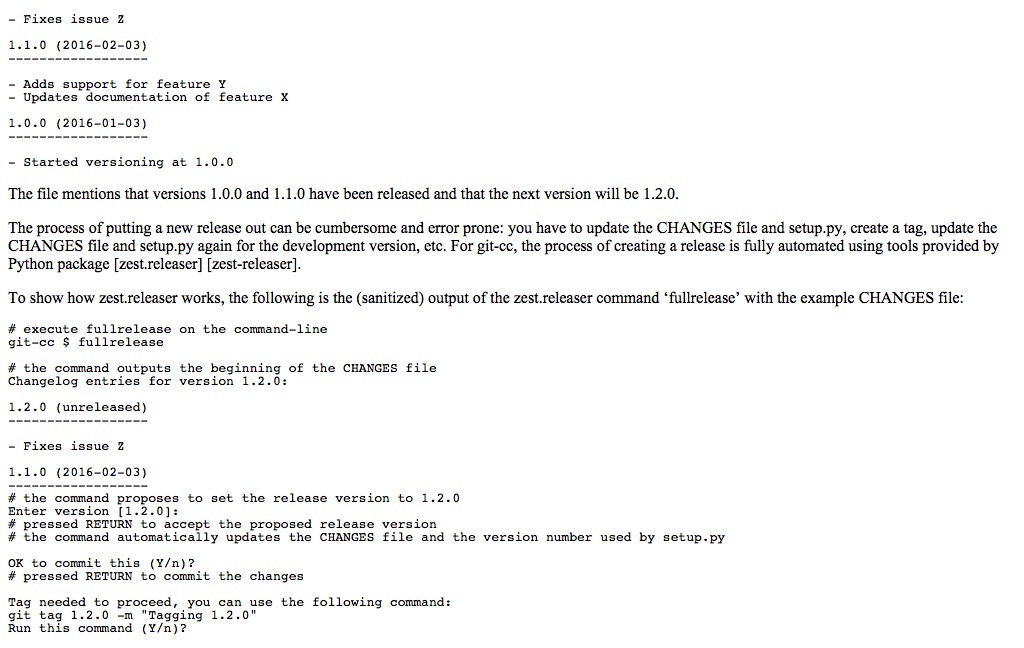 - Fixes issue Z
1.1.0 (2016-02-03)
------------------
- Adds support for feature Y
- Updates documentation of feature X
1.0.0 (2016-01-03)
------------------
- Started versioning at 1.0.0
The file mentions that versions 1.0.0 and 1.1.0 have been released and that the next version will be 1.2.0.
The process of putting a new release out can be cumbersome and error prone: you have to update the CHANGES file and setup.py, create a tag, update the
CHANGES file and setup.py again for the development version, etc. For git-cc, the process of creating a release is fully automated using tools provided by
Python package [zest.releaser] [zest-releaser].
To show how zest.releaser works, the following is the (sanitized) output of the zest.releaser command ‘fullrelease’ with the example CHANGES file:
# execute fullrelease on the command-line
git-cc $ fullrelease
# the command outputs the beginning of the CHANGES file
Changelog entries for version 1.2.0:
1.2.0 (unreleased)
------------------
- Fixes issue Z
1.1.0 (2016-02-03)
------------------
# the command proposes to set the release version to 1.2.0
Enter version [1.2.0]:
# pressed RETURN to accept the proposed release version
# the command automatically updates the CHANGES file and the version number used by setup.py
OK to commit this (Y/n)?
# pressed RETURN to commit the changes
Tag needed to proceed, you can use the following command:
git tag 1.2.0 -m "Tagging 1.2.0"
Run this command (Y/n)?